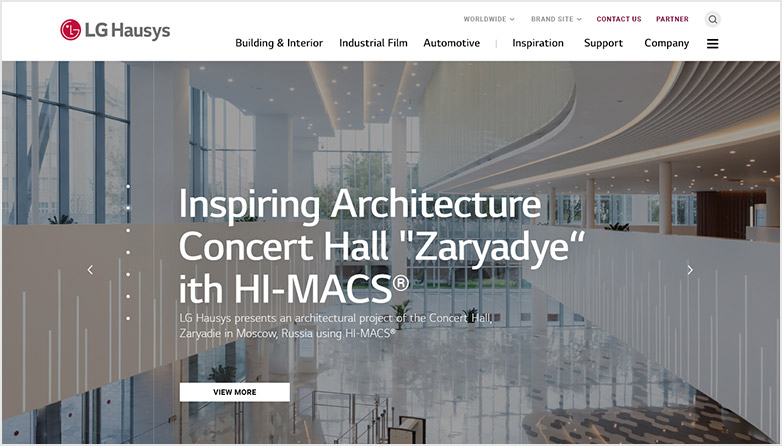 WORLDWIDE BRAND SITE CONTACT US PARTNER
LG Hausys
Building & Interior Industrial Film Automotive | Inspiration Support Company
Inspiring Architecture
Concert Hall "Zaryadye“
ith HI-MACS®
LG Hausys presents an architectural project of the Concert Hall,
Zaryadie in Moscow, Russia using HI-MACS®
VIEW MORE